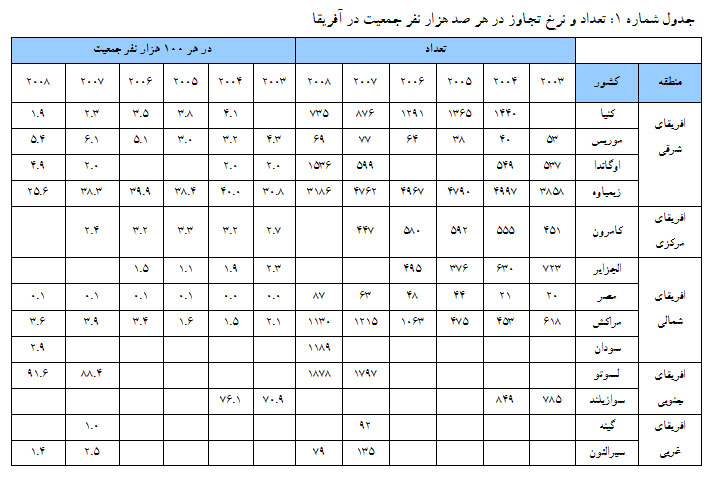 جدول شماره ۱: تعداد و نرخ تجاوز در هر صد هزار نفر جمعیت در آفریقا
تعداد در هر ۱۰۰ هزار نفر جمعیت
منطقه کشور ۲۰۰۳ ۲۰۰۴ ۲۰۰۵ ۲۰۰۶ ۲۰۰۷ ۲۰۰۸ ۲۰۰۳ ۲۰۰۴ ۲۰۰۵ ۲۰۰۶ ۲۰۰۷ ۲۰۰۸
افریقای شرقی
کنیا ۱۴۴۰ ۱۳۶۵ ۱۲۹۱ ۸۷۶ ۷۳۵ ۴.۱ ۳.۸ ۳.۵ ۲.۳ ۱.۹
موریس ۵۳ ۴۰ ۳۸ ۶۴ ۷۷ ۶۹ ۴.۳ ۳.۲ ۳.۰ ۵.۱ ۶.۱ ۵.۴
اوگاندا ۵۳۷ ۵۴۹ ۵۹۹ ۱۵۳۶ ۲.۰ ۲.۰ ۲.۰ ۴.۹
زیمباوه ۳۸۵۸ ۴۹۹۷ ۴۷۹۰ ۴۹۶۷ ۴۷۶۲ ۳۱۸۶ ۳۰.۸ ۴۰.۰ ۳۸.۴ ۳۹.۹ ۳۸.۳ ۲۵.۶
افریقای مرکزی
کامرون ۴۵۱ ۵۵۵ ۵۹۲ ۵۸۰ ۴۴۷ ۲.۷ ۳.۲ ۳.۳ ۳.۲ ۲.۴
افریقای شمالی
الجزایر ۷۲۳ ۶۳۰ ۳۷۶ ۴۹۵ ۲.۳ ۱.۹ ۱.۱ ۱.۵
مصر ۲۰ ۲۱ ۴۴ ۴۸ ۶۳ ۸۷ ۰.۰ ۰.۰ ۰.۱ ۰.۱ ۰.۱ ۰.۱
مراکش ۶۱۸ ۴۵۳ ۴۷۵ ۱۰۶۳ ۱۲۱۵ ۱۱۳۰ ۲.۱ ۱.۵ ۱.۶ ۳.۴ ۳.۹ ۳.۶
سودان ۱۱۸۹ ۲.۹
افریقای جنوبی
لسوتو ۱۷۹۷ ۱۸۷۸ ۸۸.۴ ۹۱.۶
سوازیلند ۷۸۵ ۸۴۹ ۷۰.۹ ۷۶.۱
افریقای غربی
گینه ۹۲ ۱.۰
سیرالئون ۱۳۵ ۷۹ ۲.۵ ۱.۴